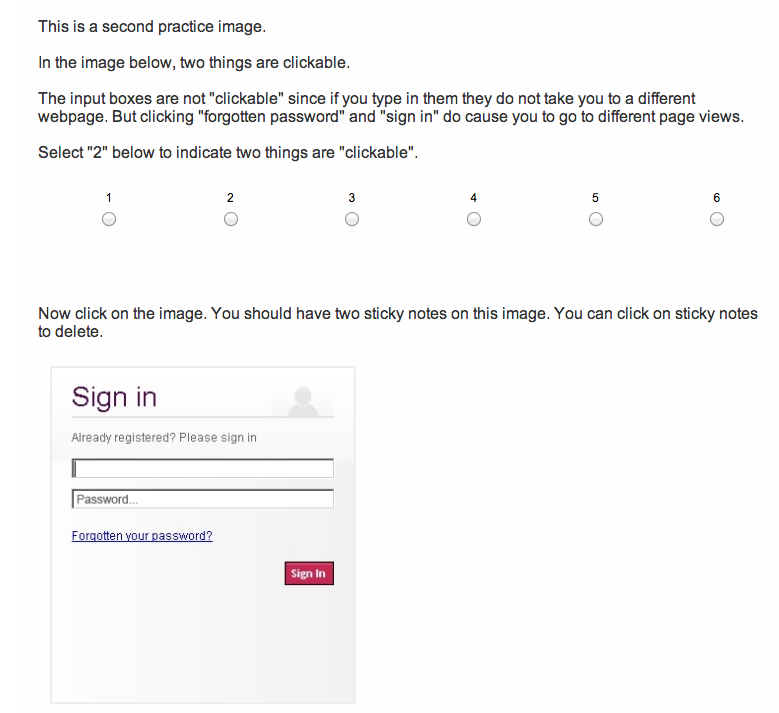 This is a second practice image.
In the image below, two things are clickable.
The input boxes are not "clickable" since if you type in them they do not take you to a different
webpage. But clicking "forgotten password" and "sign in" do cause you to go to different page views.
Select "2" below to indicate two things are "clickable".
1 2 3 4 5 6
Now click on the image. You should have two sticky notes on this image. You can click on sticky notes
to delete.
Sign in
Already registered? Please sign in
Password...
Forgotten your password?
Sign In